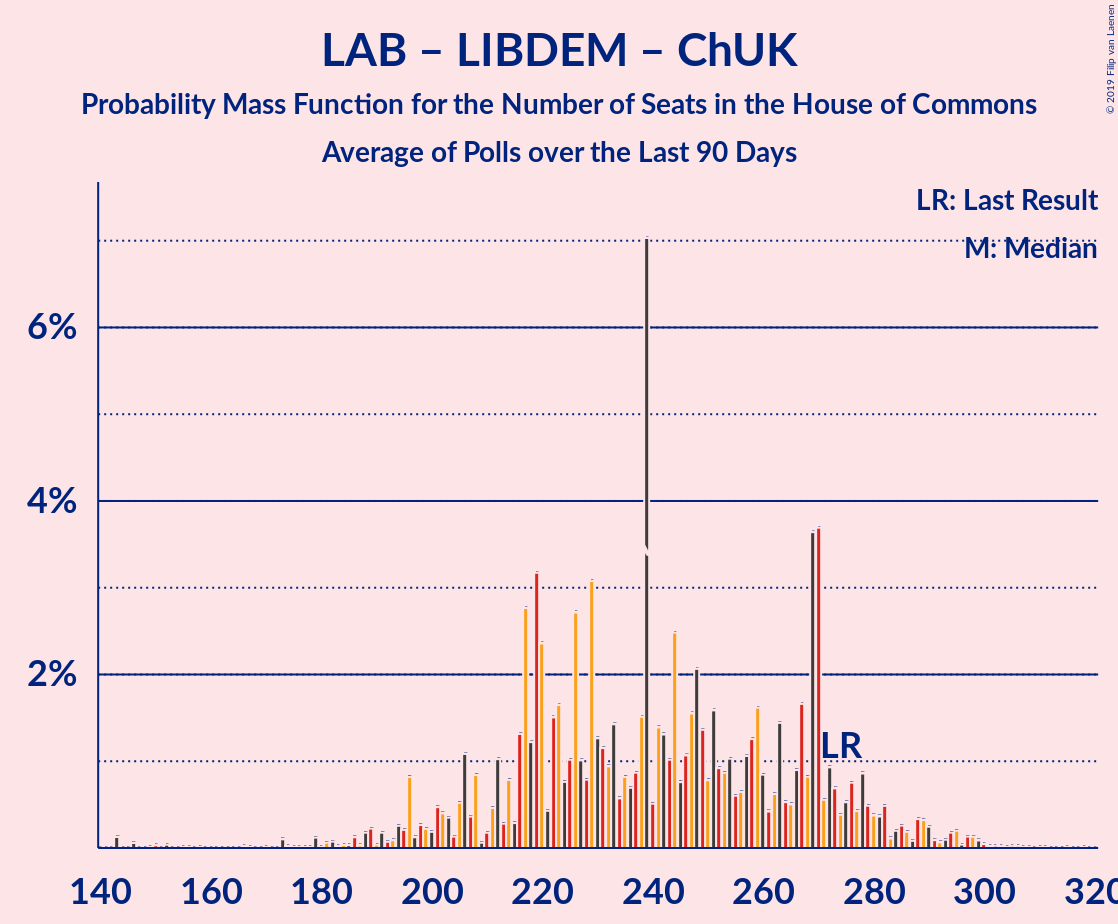 LAB – LIBDEM – ChUK
Probability Mass Function for the Number of Seats in the House of Commons
Average of Polls over the Last 90 Days
© 2019 Filip van Laenen
LR: Last Result
M: Median
6%
4%
2%
LR
140 160 180 200 220 240 260 280 300 320